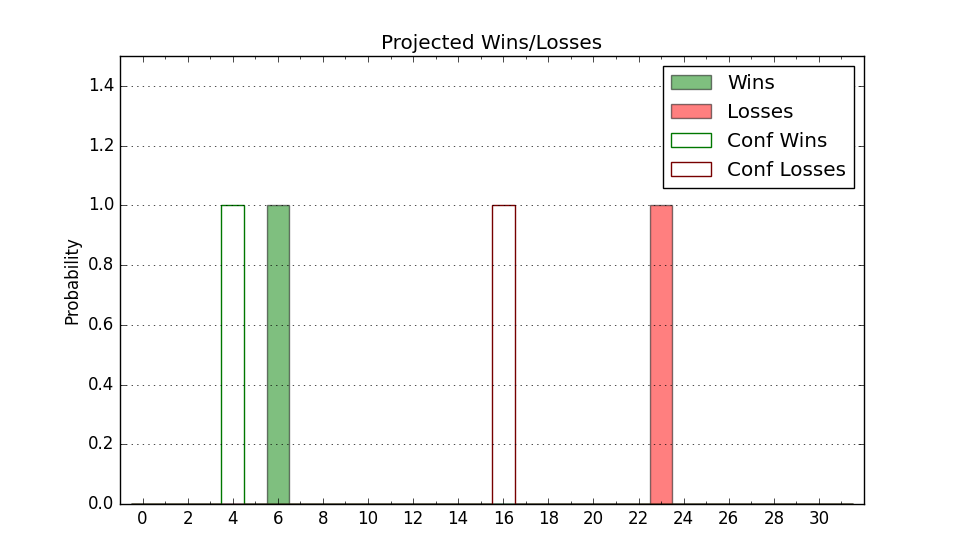 Projected Wins/Losses
1.4
1.2
1.0
0.8
0.6
0.4
0.2
0.0
Probability
Wins
Losses
Conf Wins
Conf Losses
0 2 4 6 8 10 12 14 16 18 20 22 24 26 28 30